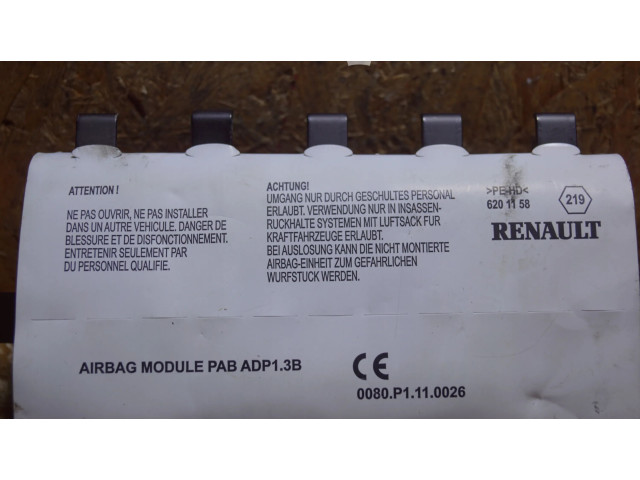 ATTENTION !
NE PAS OUVRIR, NE PAS INSTALLER
DANS UN AUTRE VEHICULE. DANGER DE
BLESSURE ET DE DISFONCTIONNEMENT.
ENTRETENIR SEULEMENT PAR
DU PERSONNEL QUALIFIE.
ACHTUNG!
UMGANG NUR DURCH GESCHULTES PERSONAL
ERLAUBT. VERWENDUNG NUR IN INSASSEN-
RUCKHALTE SYSTEMEN MIT LUFTSACK FUR
KRAFTFAHRZEUGE ERLAUBT.
BEI AUSLOSUNG KANN DIE NICHT MONTIERTE
AIRBAG-EINHEIT ZUM GEFAHRLICHEN
WURFSTUCK WERDEN.
>PE-HD<
620 11 58
219
RENAULT
AIRBAG MODULE PAB ADP1.3B
CE
0080.P1.11.0026